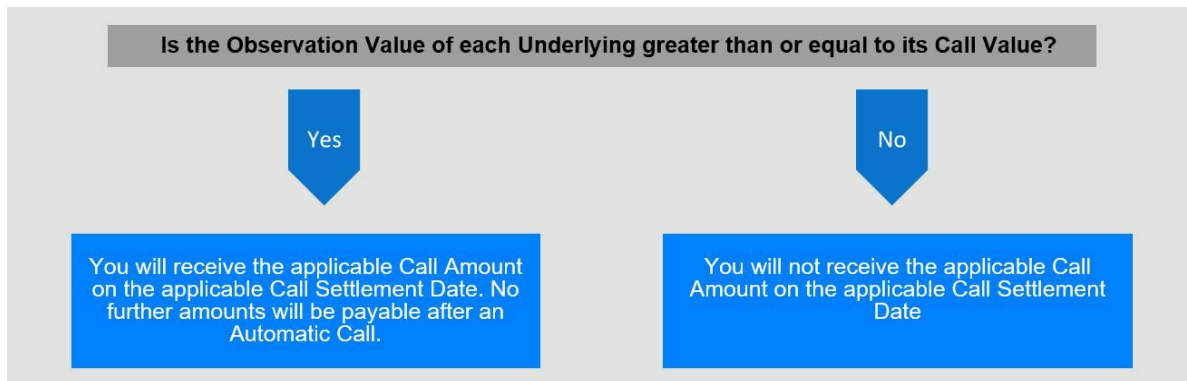 Is the Observation Value of each Underlying greater than or equal to its Call Value?
Yes
No
You will receive the applicable Call Amount
on the applicable Call Settlement Date. No
further amounts will be payable after an
Automatic Call.
You will not receive the applicable Call
Amount on the applicable Call Settlement
Date